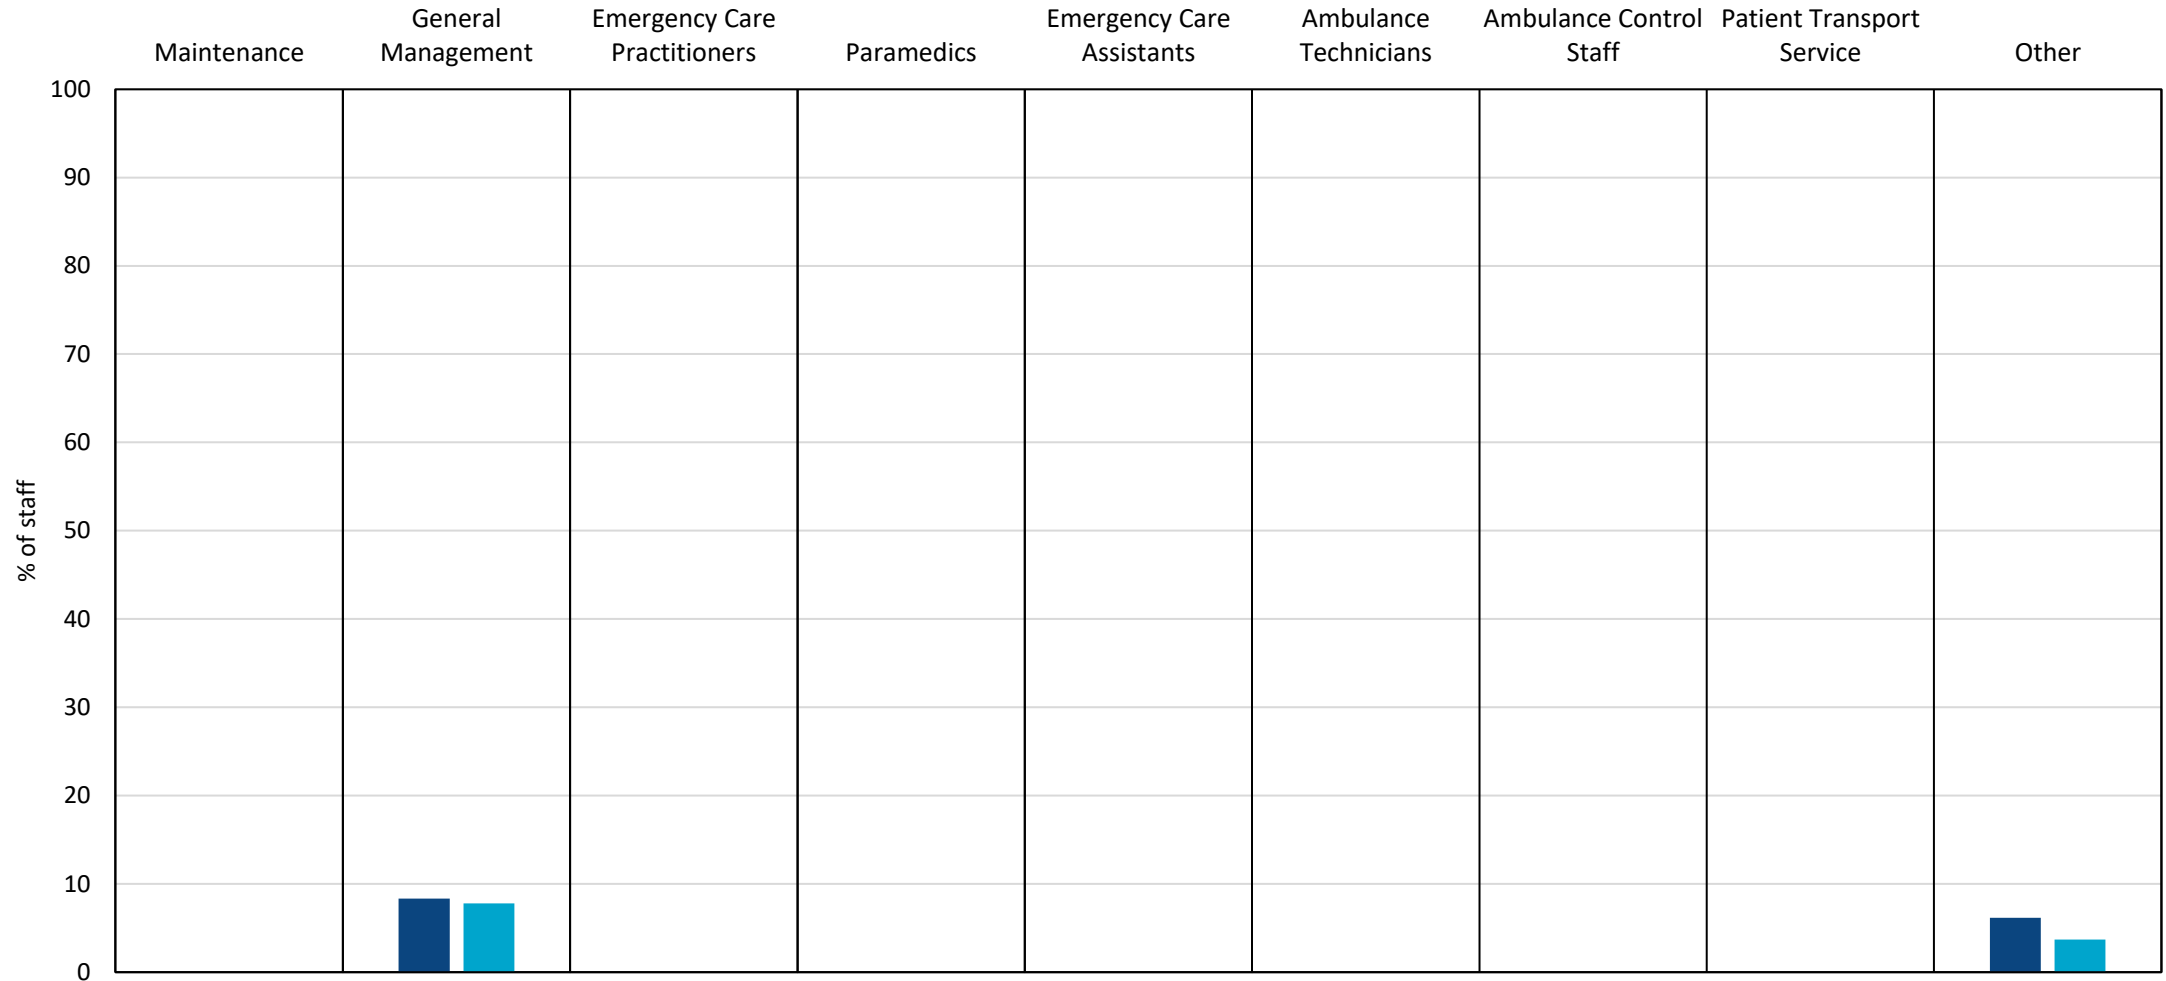 Maintenance
General
Management
Emergency Care
Practitioners
Paramedics
Emergency Care
Assistants
Ambulance
Technicians
Ambulance Control
Staff
Patient Transport
Service
Other
100
90
80
70
60
50
40
30
20
10
0
% of staff